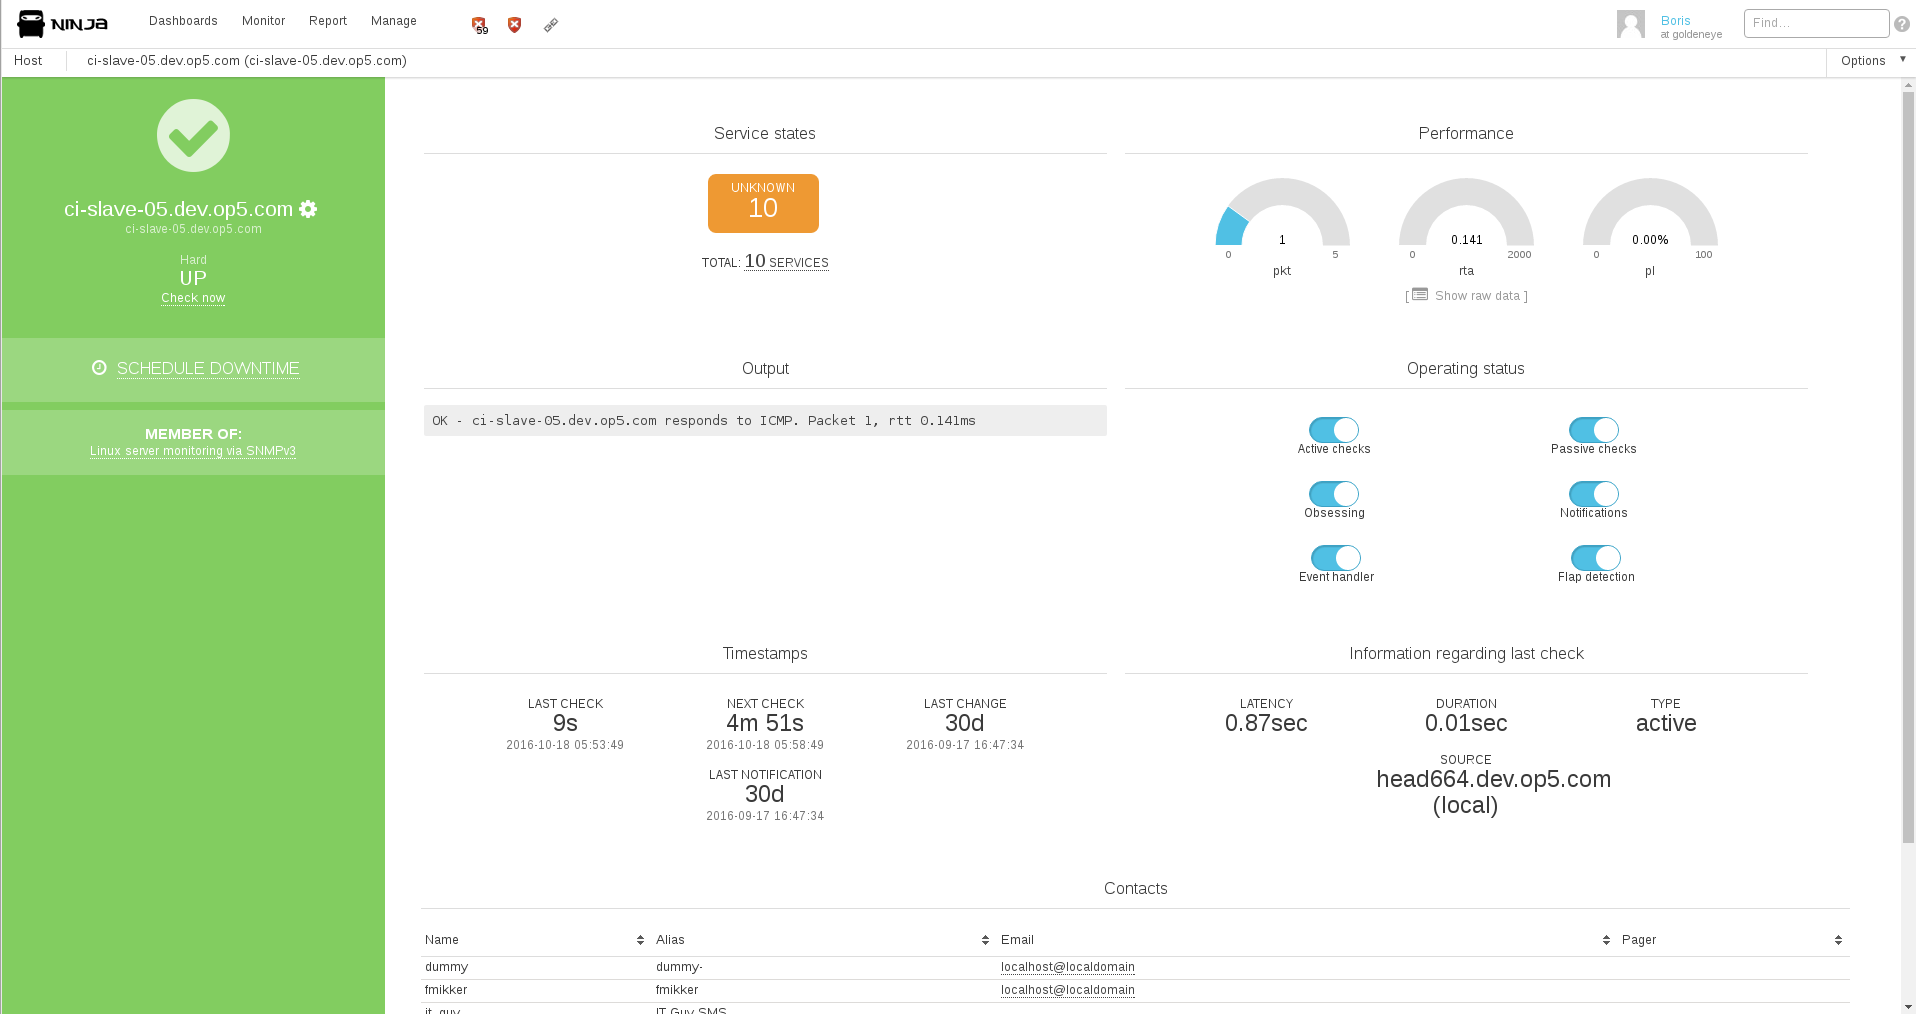 NINJa
Dashboards Monitor Report Manage
59
Boris
at goldeneye
Find...
?
Host ci-slave-05.dev.op5.com (ci-slave-05.dev.op5.com) Options
ci-slave-05.dev.op5.com
ci-slave-05.dev.op5.com
Hard
UP
Check now
SCHEDULE DOWNTIME
MEMBER OF:
Linux server monitoring via SNMPv3
Service states
UNKNOWN
10
TOTAL: 10 SERVICES
Performance
1 0.141 0.00%
0 5 0 2000 0 100
pkt rta pl
[ Show raw data ]
Output
OK - ci-slave-05.dev.op5.com responds to ICMP. Packet 1, rtt 0.141ms
Operating status
Active checks Passive checks
Obsessing Notifications
Event handler Flap detection
Timestamps
LAST CHECK NEXT CHECK LAST CHANGE
9s 4m 51s 30d
2016-10-18 05:53:49 2016-10-18 05:58:49 2016-09-17 16:47:34
LAST NOTIFICATION
30d
2016-09-17 16:47:34
Information regarding last check
LATENCY DURATION TYPE
0.87sec 0.01sec active
SOURCE
head664.dev.op5.com
(local)
Contacts
Name Alias Email Pager
dummy dummy- localhost@localdomain
fmikker fmikker localhost@localdomain
it_guy IT Guy SMS